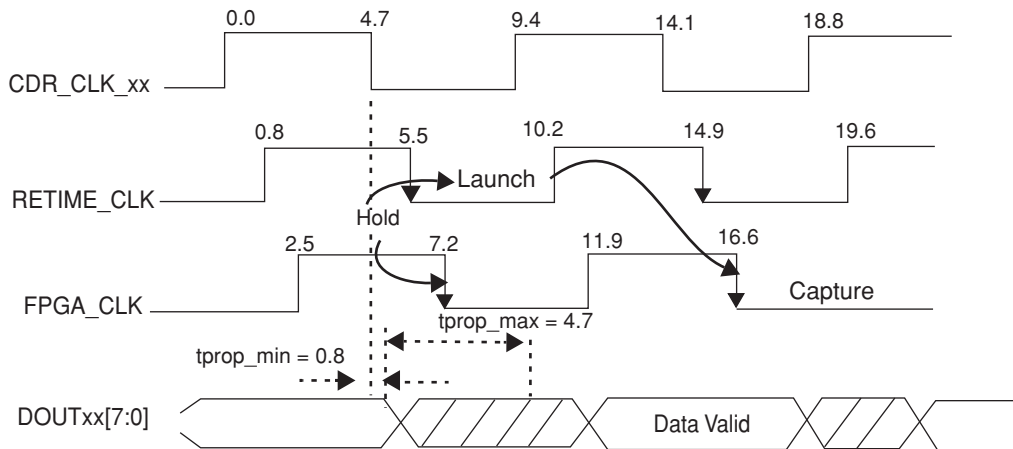 0.0 4.7 9.4 14.1 18.8
CDR_CLK_xx
0.8 5.5 10.2 14.9 19.6
RETIME_CLK
Launch
Hold
2.5 7.2 11.9 16.6
FPGA_CLK
Capture
tprop_max = 4.7
tprop_min = 0.8
DOUTxx[7:0]
Data Valid